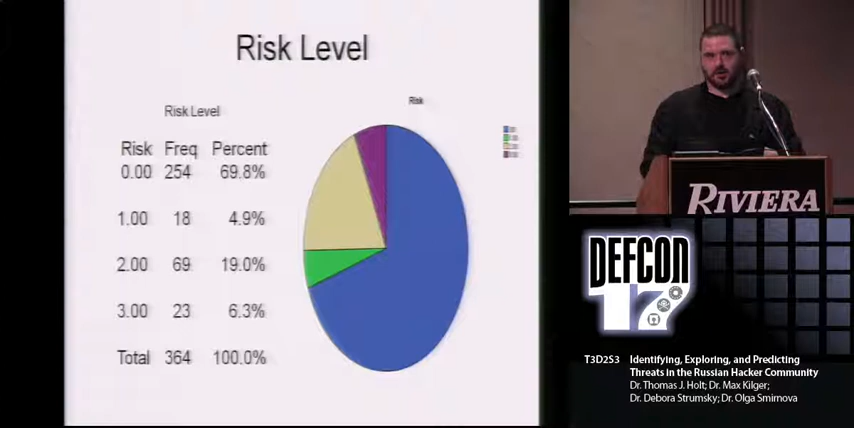 Risk Level
Risk Level
Risk Freq Percent
0.00 254 69.8%
1.00 18 4.9%
2.00 69 19.0%
3.00 23 6.3%
Total 364 100.0%
Risk
RIVIERA
DEFCON
17
T3D2S3 Identifying, Exploring, and Predicting
Threats in the Russian Hacker Community
Dr. Thomas J. Holt; Dr. Max Kilger;
Dr. Debora Strumsky; Dr. Olga Smirnova